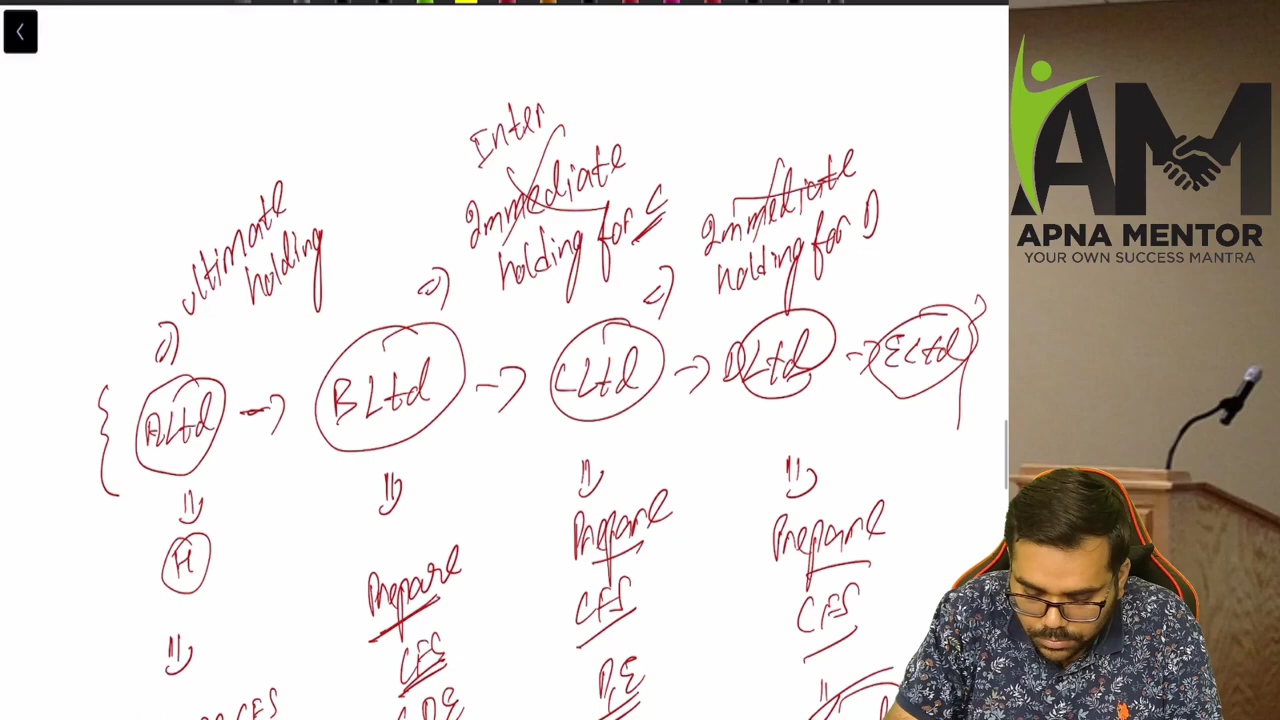 Inter
Immediate
holding for C
Immediate
holding for D
ultimate
holding
A Ltd
B Ltd
C Ltd
D Ltd
E Ltd
H
Prepare
CFS
Prepare
CFS
Prepare
CFS
AM
APNA MENTOR
YOUR OWN SUCCESS MANTRA